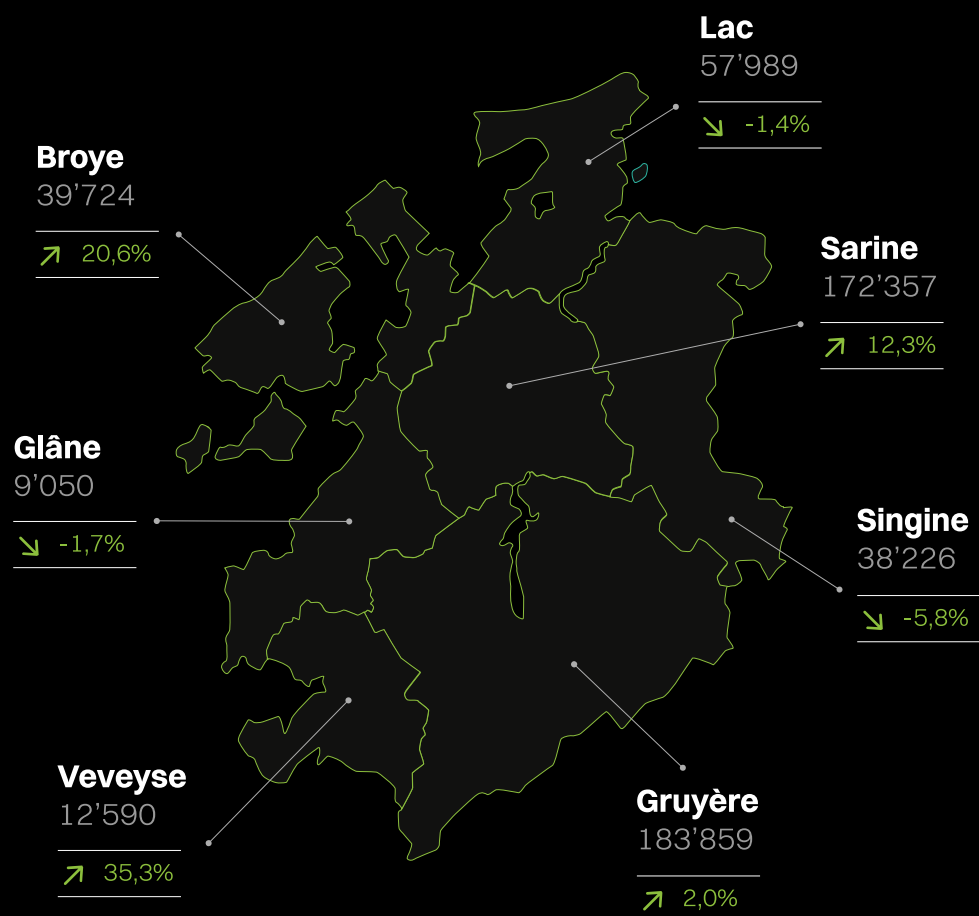 Lac
57’989
-1,4%
Broye
39’724
20,6%
Sarine
172’357
12,3%
Glâne
9’050
-1,7%
Singine
38’226
-5,8%
Veveyse
12’590
35,3%
Gruyère
183’859
2,0%